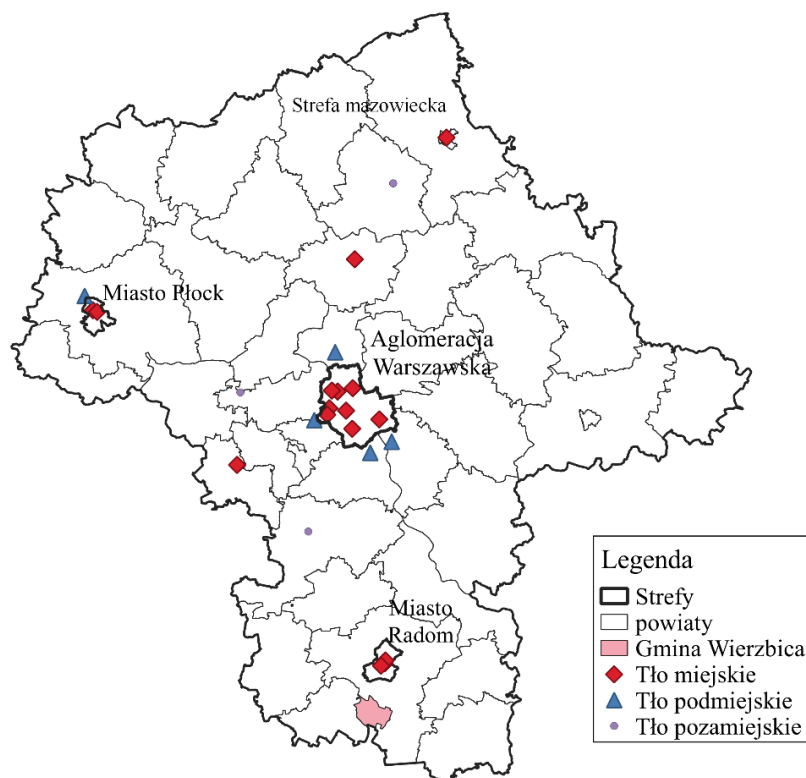 Strefa mazowiecka
Miasto Płock
Aglomeracja
Warszawska
Miasto
Radom
Legenda
Strefy
powiaty
Gmina Wierzbica
Tło miejskie
Tło podmiejskie
Tło pozamiejskie